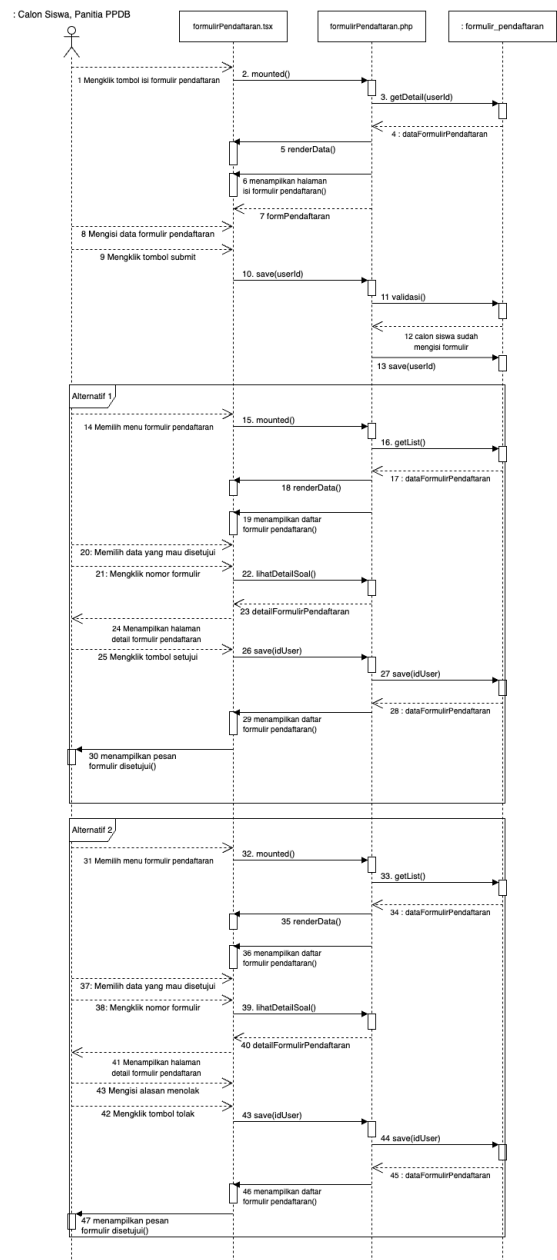 : Calon Siswa, Panitia PPDB
formulirPendaftaran.tsx
formulirPendaftaran.php
: formulir_pendaftaran
1 Mengklik tombol isi formulir pendaftaran
2. mounted()
3. getDetail(userId)
4 : dataFormulirPendaftaran
5 renderData()
6 menampilkan halaman
isi formulir pendaftaran()
7 formPendaftaran
8 Mengisi data formulir pendaftaran
9 Mengklik tombol submit
10. save(userId)
11 validasi()
12 calon siswa sudah
mengisi formulir
13 save(userId)
Alternatif 1
14 Memilih menu formulir pendaftaran
15. mounted()
16. getList()
17 : dataFormulirPendaftaran
18 renderData()
19 menampilkan daftar
formulir pendaftaran()
20: Memilih data yang mau disetujui
21: Mengklik nomor formulir
22. lihatDetailSoal()
23 detailFormulirPendaftaran
24 Menampilkan halaman
detail formulir pendaftaran
25 Mengklik tombol setujui
26 save(idUser)
27 save(idUser)
28 : dataFormulirPendaftaran
29 menampilkan daftar
formulir pendaftaran()
30 menampilkan pesan
formulir disetujui()
Alternatif 2
31 Memilih menu formulir pendaftaran
32. mounted()
33. getList()
34 : dataFormulirPendaftaran
35 renderData()
36 menampilkan daftar
formulir pendaftaran()
37: Memilih data yang mau disetujui
38: Mengklik nomor formulir
39. lihatDetailSoal()
40 detailFormulirPendaftaran
41 Menampilkan halaman
detail formulir pendaftaran
43 Mengisi alasan menolak
42 Mengklik tombol tolak
43 save(idUser)
44 save(idUser)
45 : dataFormulirPendaftaran
46 menampilkan daftar
formulir pendaftaran()
47 menampilkan pesan
formulir disetujui()